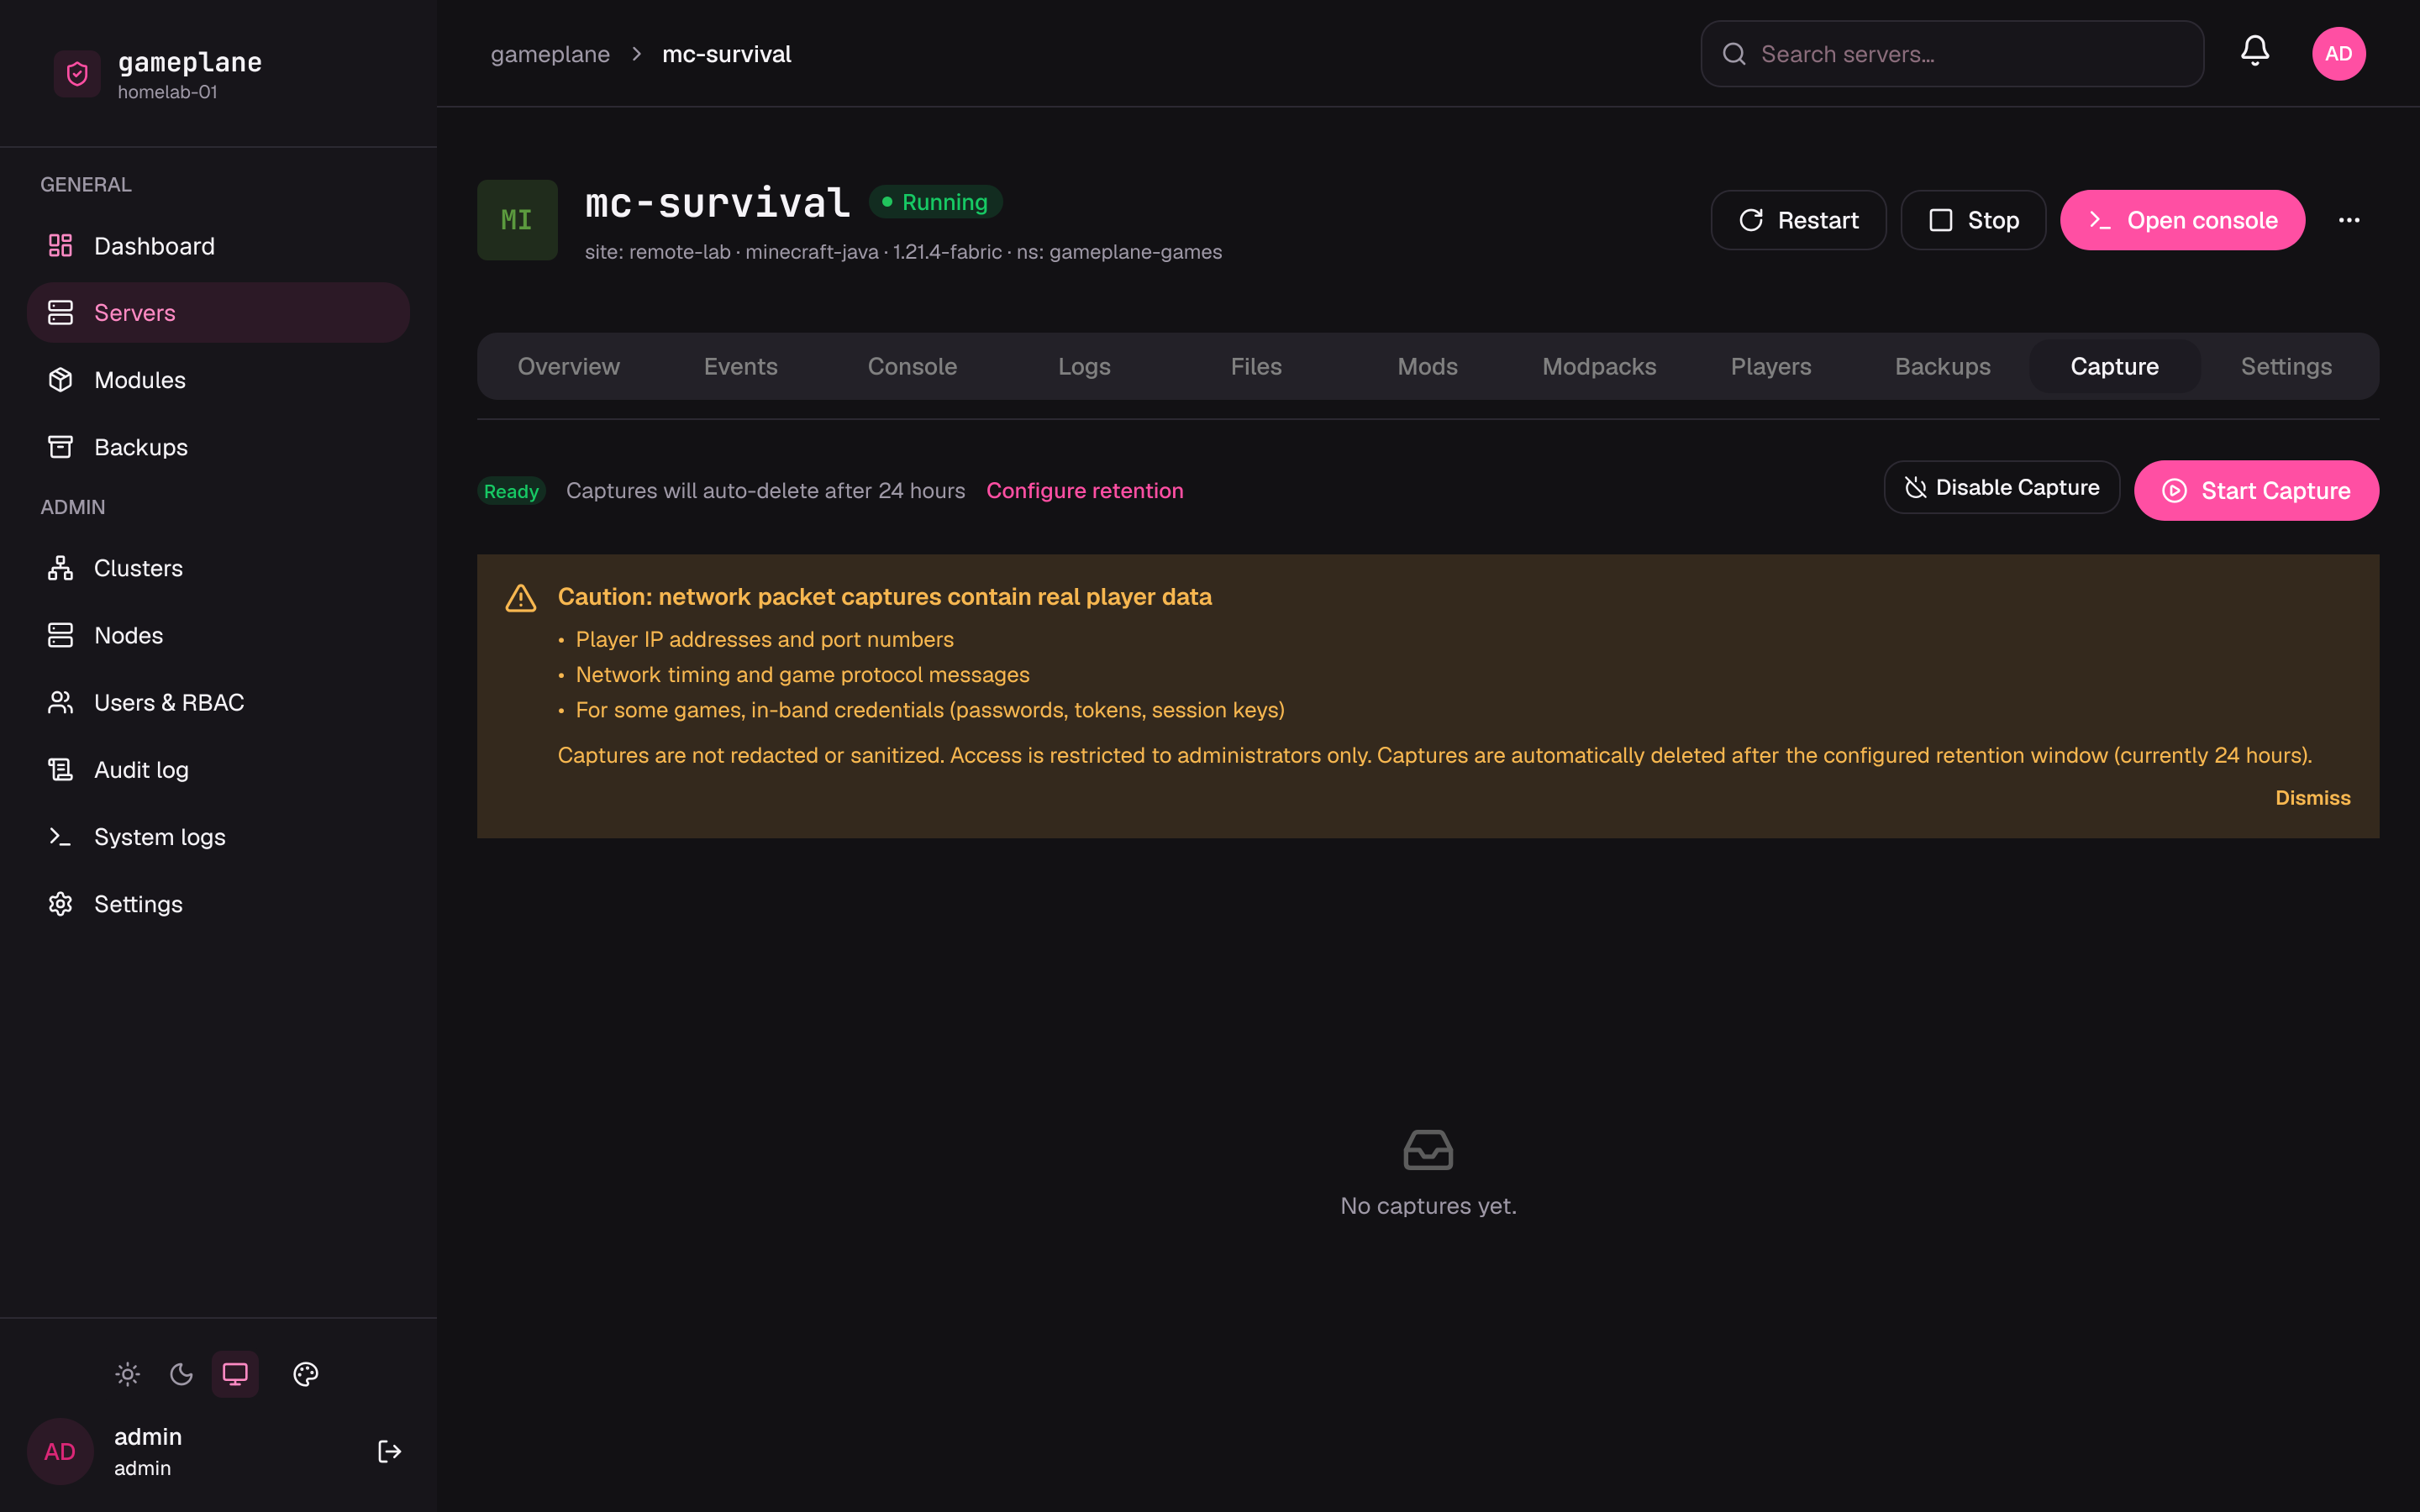 gameplane
homelab-01
GENERAL
Dashboard
Servers
Modules
Backups
ADMIN
Clusters
Nodes
Users & RBAC
Audit log
System logs
Settings
AD
admin
admin
gameplane > mc-survival
Search servers...
AD
MI
mc-survival
Running
site: remote-lab · minecraft-java · 1.21.4-fabric · ns: gameplane-games
Restart
Stop
Open console
Overview
Events
Console
Logs
Files
Mods
Modpacks
Players
Backups
Capture
Settings
Ready
Captures will auto-delete after 24 hours
Configure retention
Disable Capture
Start Capture
Caution: network packet captures contain real player data
• Player IP addresses and port numbers
• Network timing and game protocol messages
• For some games, in-band credentials (passwords, tokens, session keys)
Captures are not redacted or sanitized. Access is restricted to administrators only. Captures are automatically deleted after the configured retention window (currently 24 hours).
Dismiss
No captures yet.